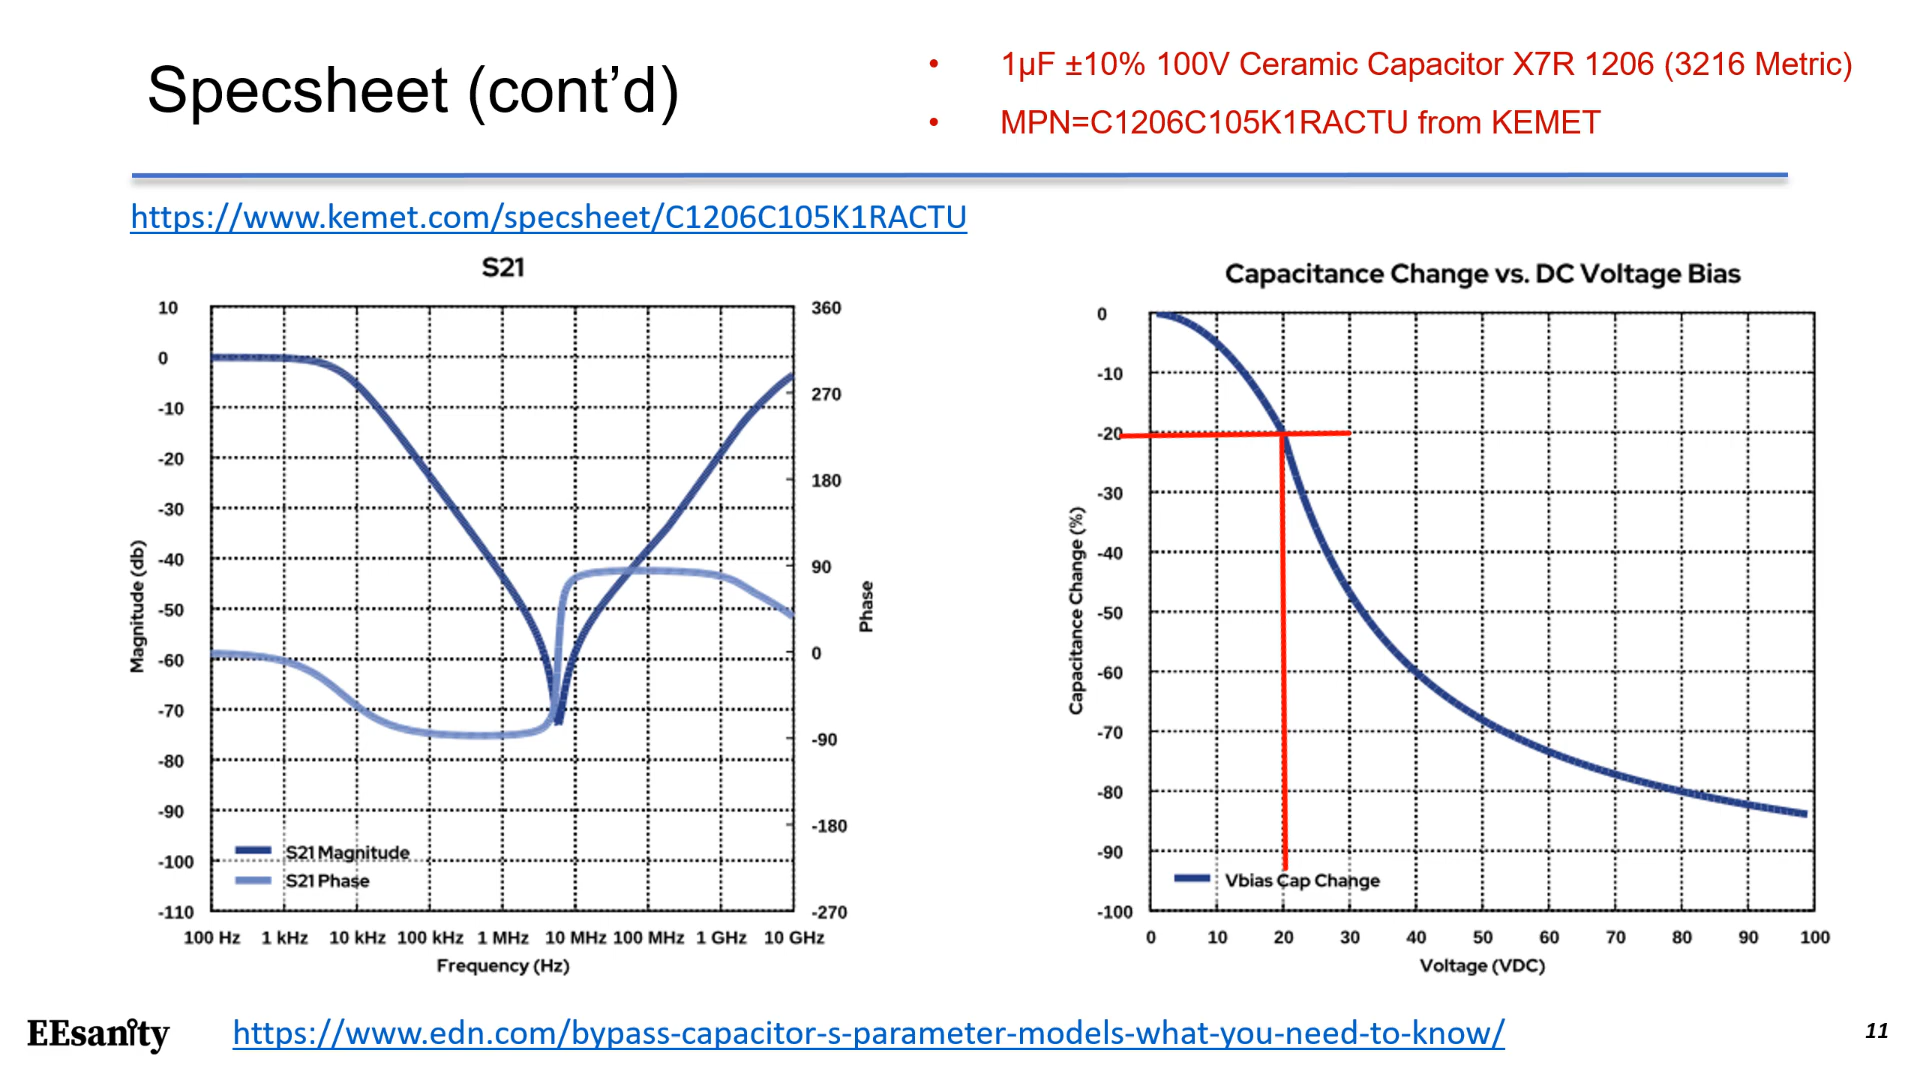 Specsheet (cont’d)
• 1µF ±10% 100V Ceramic Capacitor X7R 1206 (3216 Metric)
• MPN=C1206C105K1RACTU from KEMET
https://www.kemet.com/specsheet/C1206C105K1RACTU
S21
10
0
-10
-20
-30
-40
-50
-60
-70
-80
-90
-100
-110
Magnitude (db)
360
270
180
90
0
-90
-180
-270
Phase
S21 Magnitude
S21 Phase
100 Hz 1 kHz 10 kHz 100 kHz 1 MHz 10 MHz 100 MHz 1 GHz 10 GHz
Frequency (Hz)
Capacitance Change vs. DC Voltage Bias
0
-10
-20
-30
-40
-50
-60
-70
-80
-90
-100
Capacitance Change (%)
Vbias Cap Change
0 10 20 30 40 50 60 70 80 90 100
Voltage (VDC)
EEsanity
https://www.edn.com/bypass-capacitor-s-parameter-models-what-you-need-to-know/
11